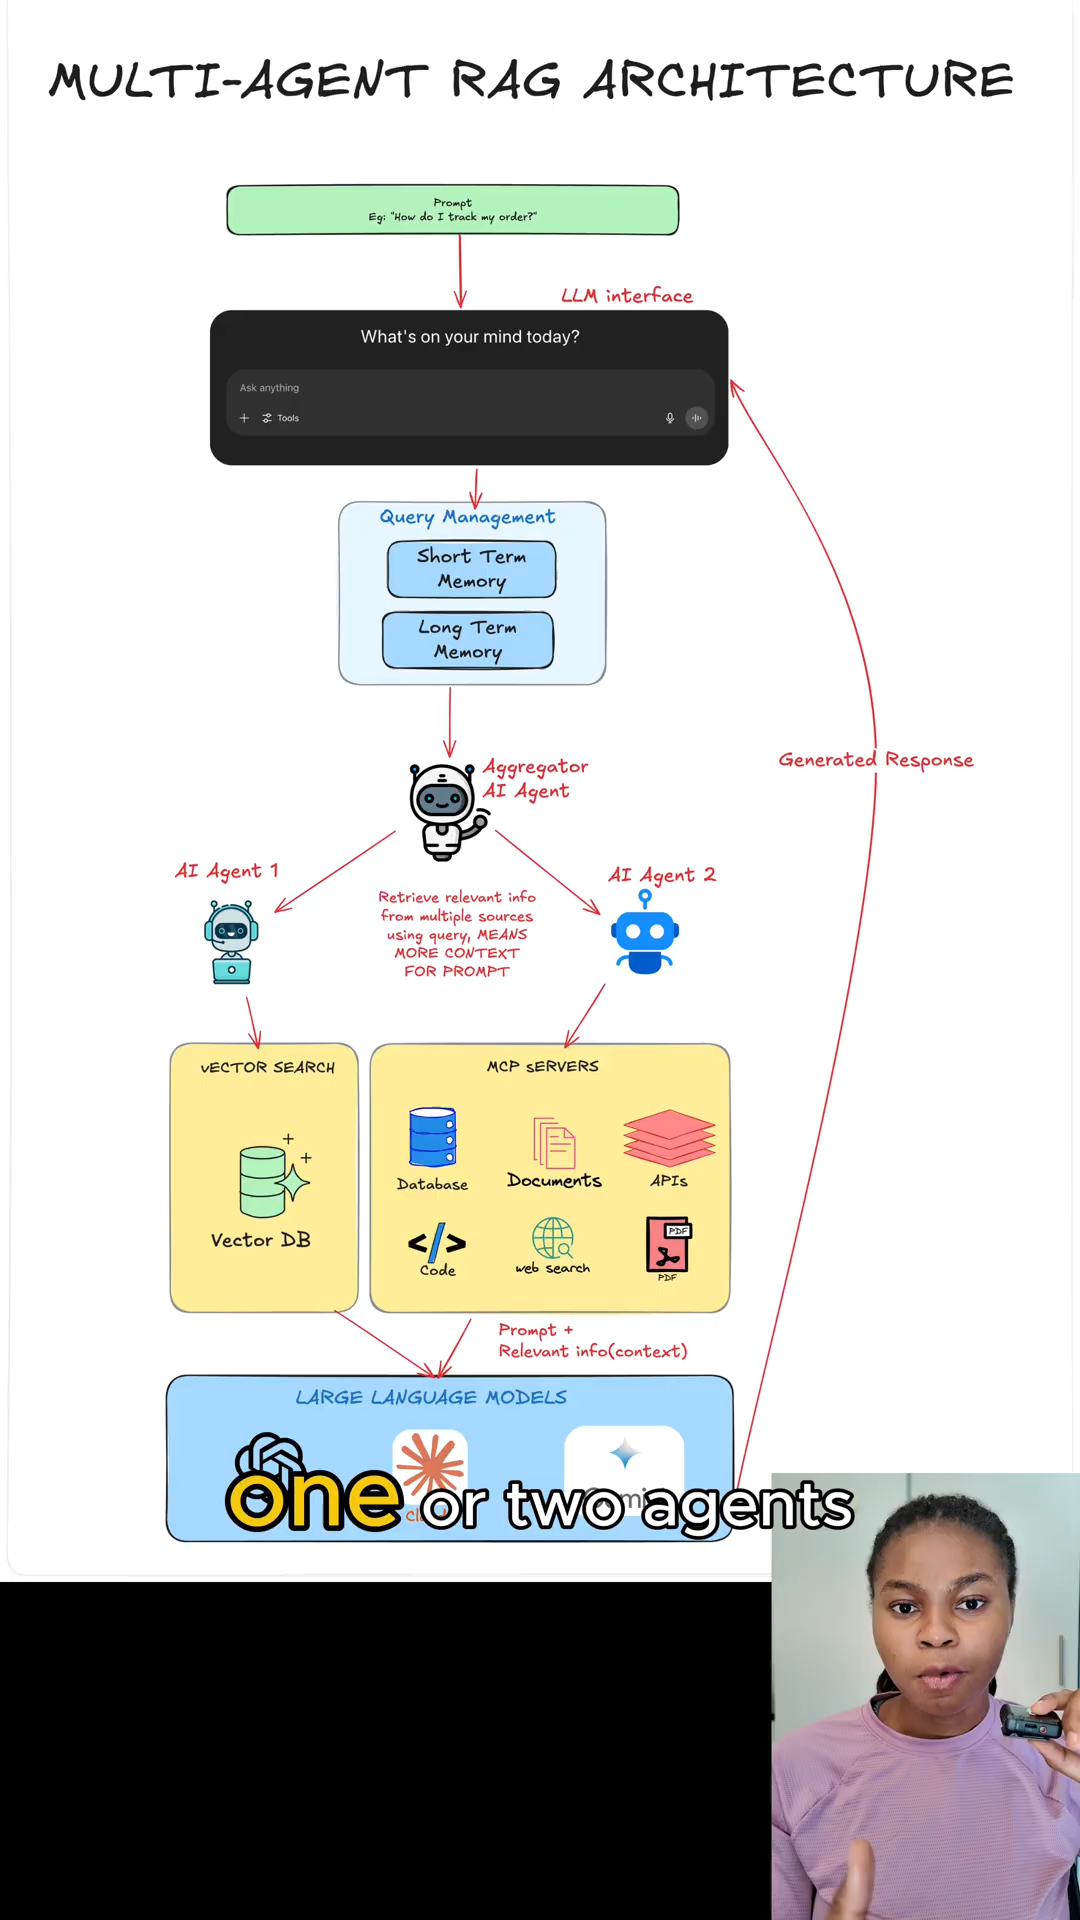 MULTI-AGENT RAG ARCHITECTURE
Prompt
Eg: "How do I track my order?"
LLM interface
What's on your mind today?
Ask anything
Tools
Query Management
Short Term
Memory
Long Term
Memory
Aggregator
AI Agent
Generated Response
AI Agent 1
AI Agent 2
Retrieve relevant info
from multiple sources
using query, MEANS
MORE CONTEXT
FOR PROMPT
vECTOR SEARCH
MCP sERVERS
Database
Documents
APIs
Vector DB
Code
web search
PDF
PDF
Prompt +
Relevant info(context)
LARGE LANGUAGE MODELS
one or two agents